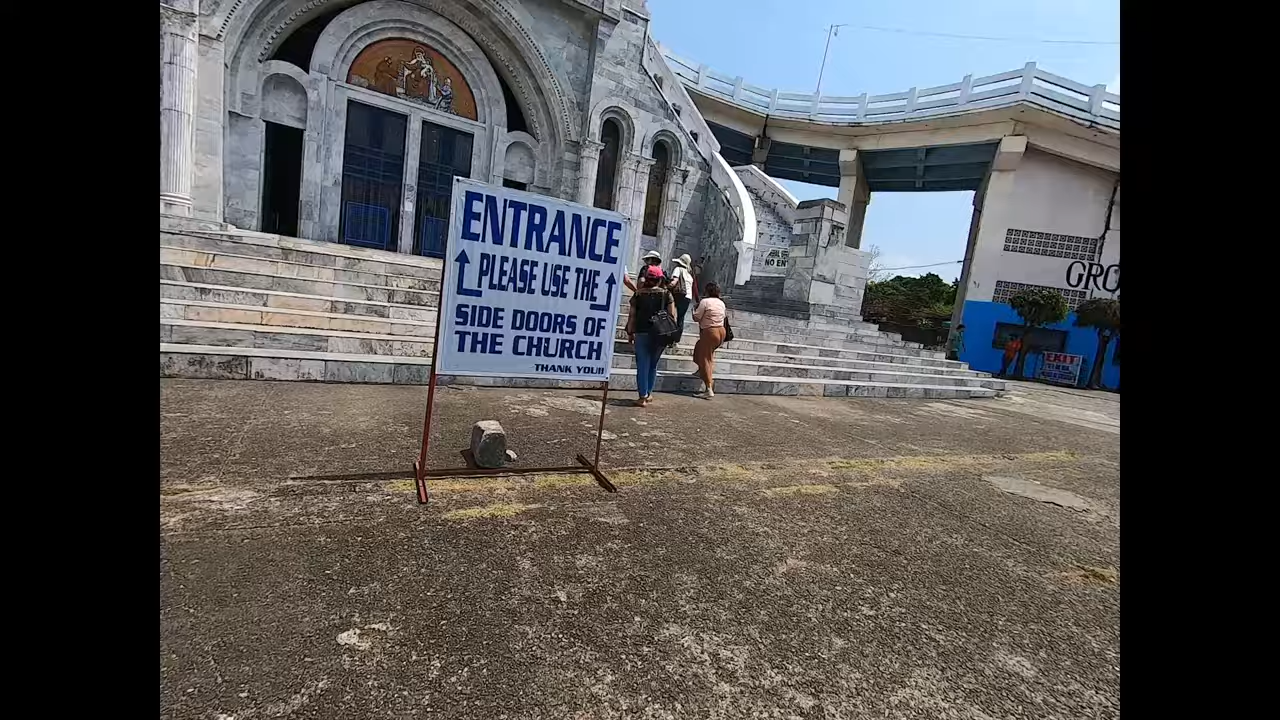 ENTRANCE
PLEASE USE THE
SIDE DOORS OF
THE CHURCH
THANK YOU!!
NO EN
GRO
EXIT